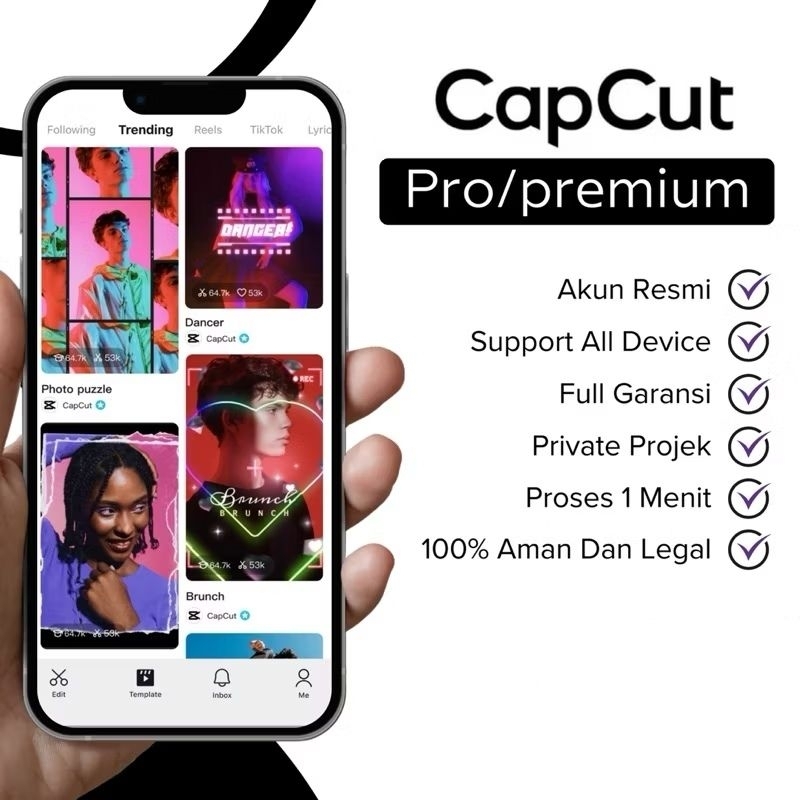 CapCut
Pro/premium
Akun Resmi
Support All Device
Full Garansi
Private Projek
Proses 1 Menit
100% Aman Dan Legal
Following Trending Reels TikTok Lyric
DANGER!
64.7k 53k
Dancer
CapCut
64.7k 53k
Photo puzzle
CapCut
REC
Brunch
BRUNCH
64.7k 53k
Brunch
CapCut
64.7k 53k
Edit Template Inbox Me